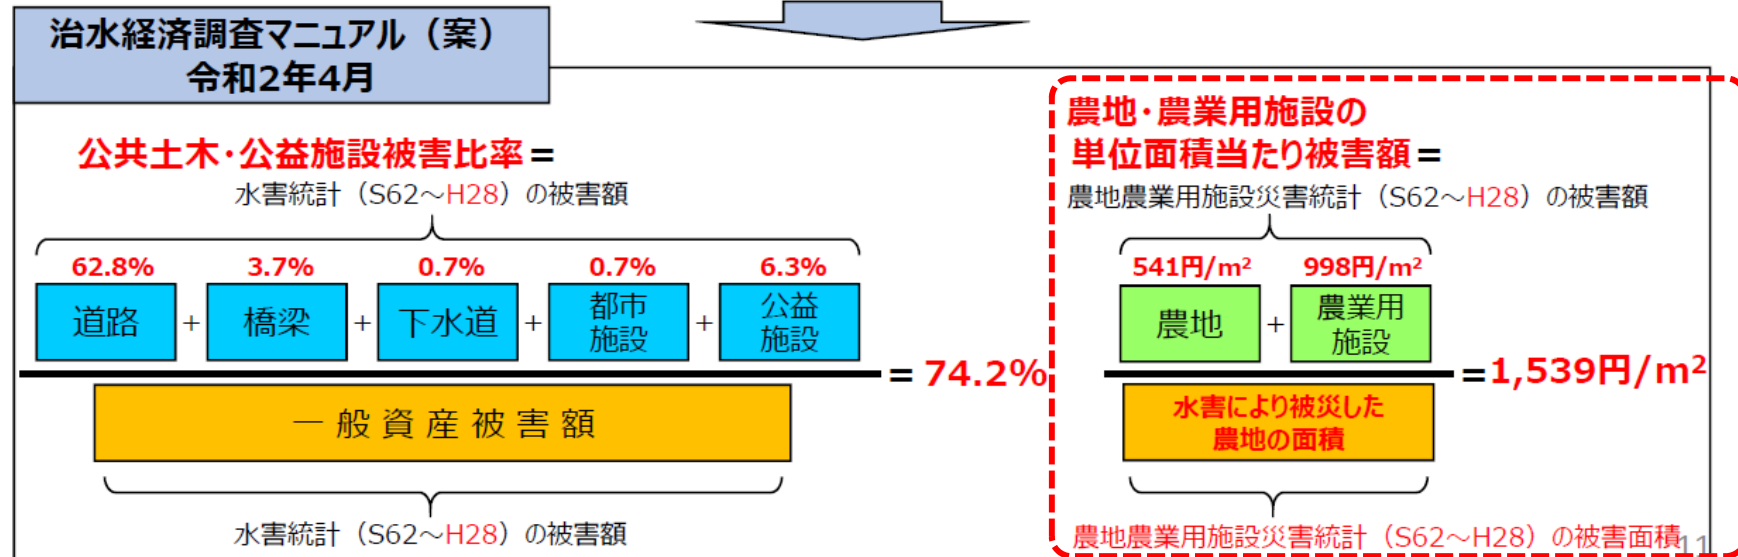 治水経済調査マニュアル（案）
令和2年4月
公共土木･公益施設被害比率＝
水害統計（S62～H28）の被害額
62.8%
3.7%
0.7%
0.7%
6.3%
道路
+
橋梁
+
下水道
+
都市
施設
+
公益
施設
= 74.2%
一般資産被害額
水害統計（S62～H28）の被害額
農地･農業用施設の
単位面積当たり被害額＝
農地農業用施設災害統計（S62～H28）の被害額
541円/m²
998円/m²
農地
+
農業用
施設
=1,539円/m²
水害により被災した
農地の面積
農地農業用施設災害統計（S62～H28）の被害面積
11